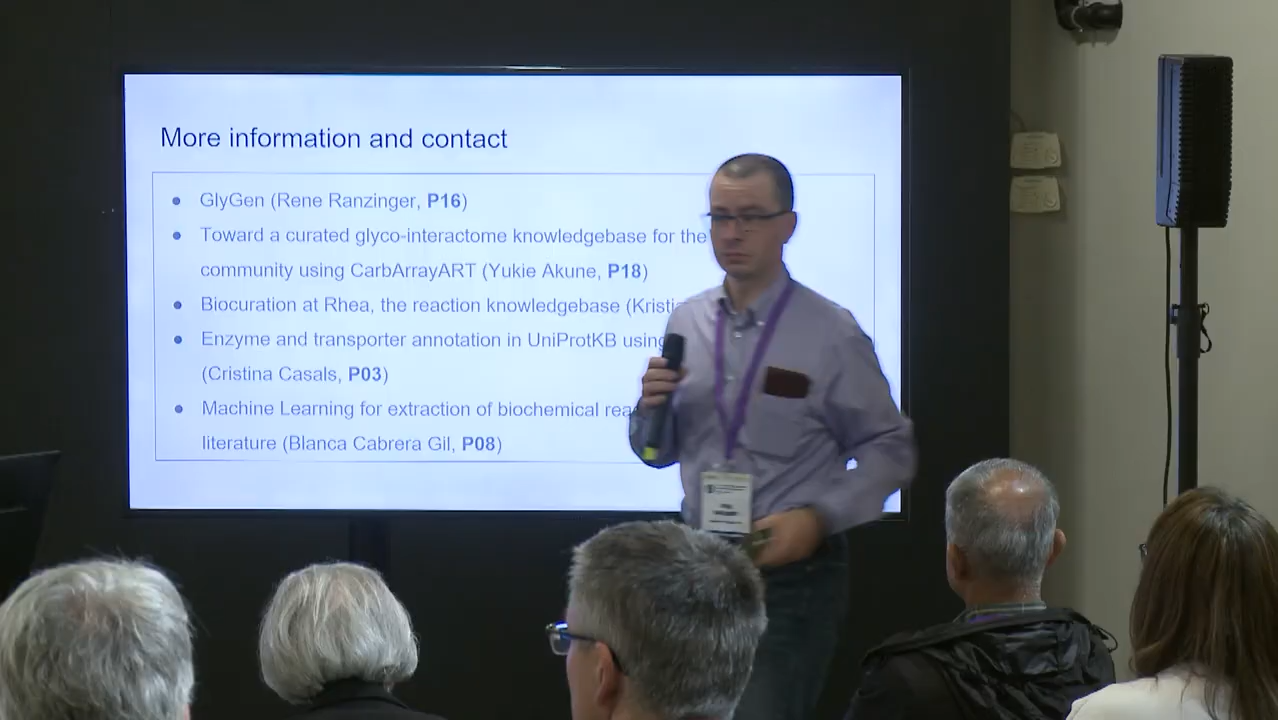 More information and contact
● GlyGen (Rene Ranzinger, P16)
● Toward a curated glyco-interactome knowledgebase for the
community using CarbArrayART (Yukie Akune, P18)
● Biocuration at Rhea, the reaction knowledgebase
● Enzyme and transporter annotation in UniProtKB using
(Cristina Casals, P03)
● Machine Learning for extraction of biochemical
literature (Blanca Cabrera Gil, P08)